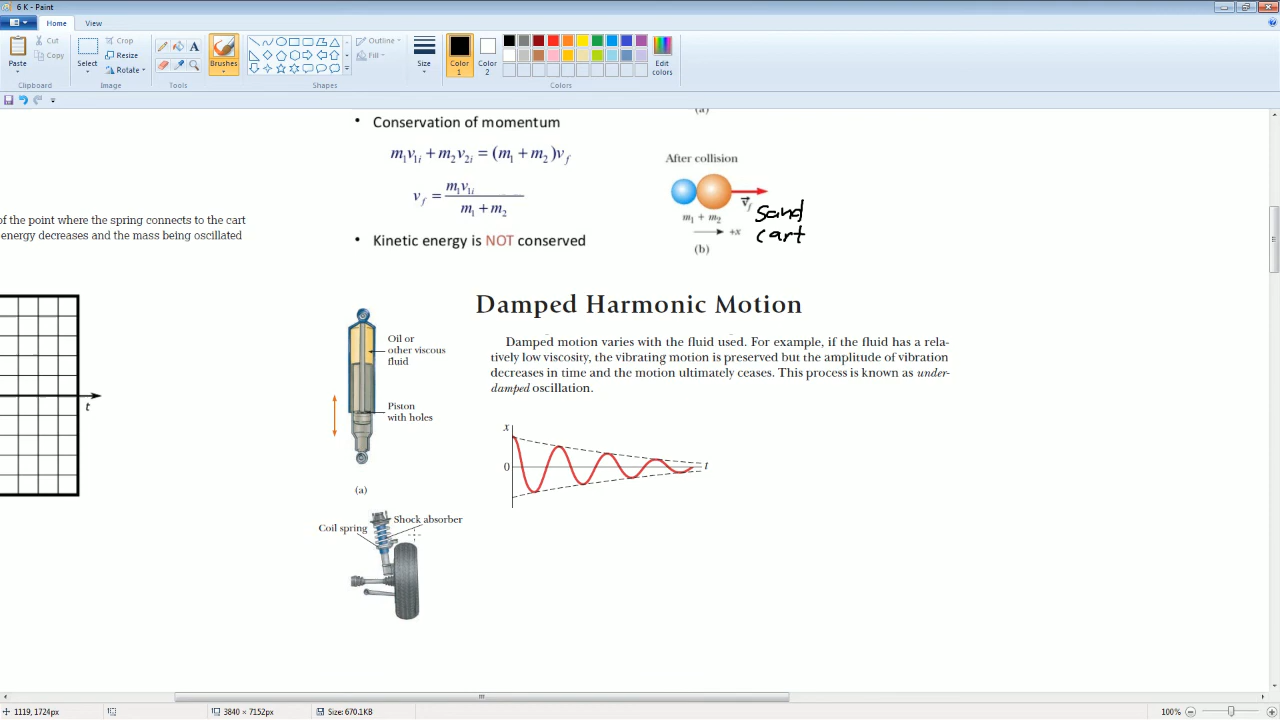 6 K - Paint
Home
View
Paste
Cut
Copy
Clipboard
Select
Crop
Resize
Rotate
Image
A
Tools
Brushes
Outline
Fill
Shapes
Size
Color
1
Color
2
Edit
colors
Colors
(a)
• Conservation of momentum
m₁v₁ᵢ + m₂v₂ᵢ = (m₁ + m₂)v_f
v_f = m₁v₁ᵢ / m₁ + m₂
• Kinetic energy is NOT conserved
After collision
v_f
m₁ + m₂
+x
(b)
sand
cart
of the point where the spring connects to the cart
energy decreases and the mass being oscillated
t
Damped Harmonic Motion
Damped motion varies with the fluid used. For example, if the fluid has a rela-
tively low viscosity, the vibrating motion is preserved but the amplitude of vibration
decreases in time and the motion ultimately ceases. This process is known as under-
damped oscillation.
Oil or
other viscous
fluid
Piston
with holes
(a)
x
0
t
Coil spring
Shock absorber
1119, 1724px
3840 × 7152px
Size: 670.1KB
100%